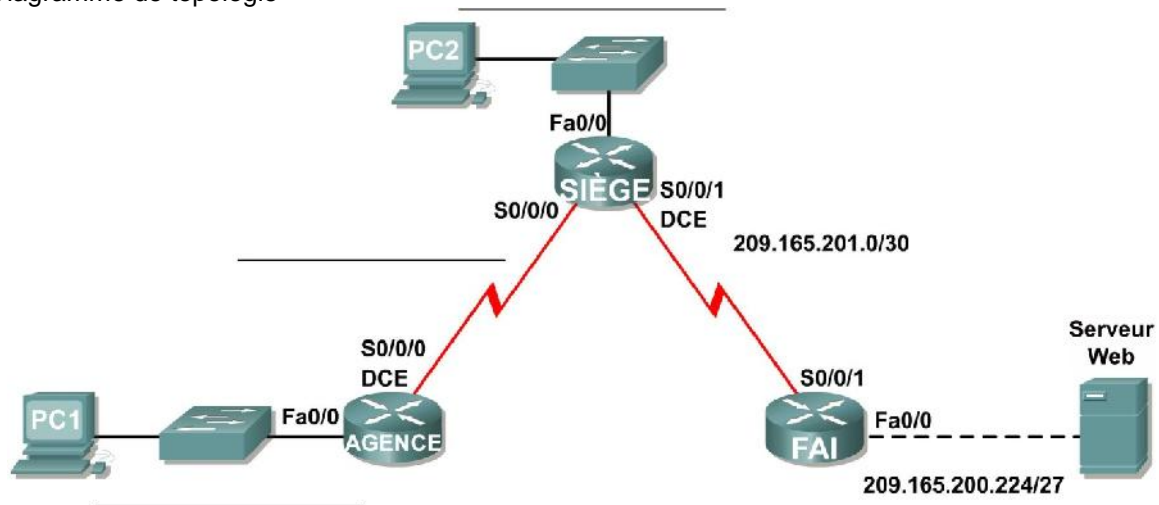 PC2
Fa0/0
SIÈGE
S0/0/0
S0/0/1
DCE
209.165.201.0/30
S0/0/0
DCE
PC1
Fa0/0
AGENCE
S0/0/1
Fa0/0
FAI
Serveur
Web
209.165.200.224/27